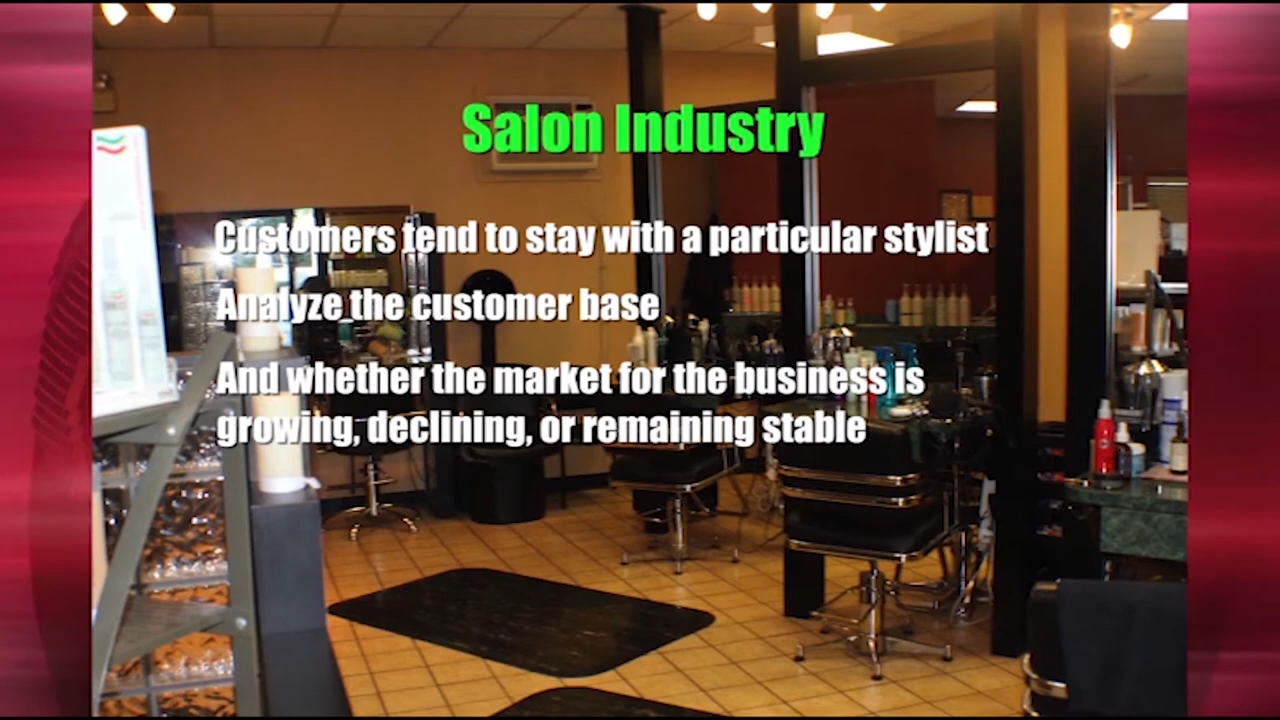 Salon Industry
Customers tend to stay with a particular stylist
Analyze the customer base
And whether the market for the business is
growing, declining, or remaining stable